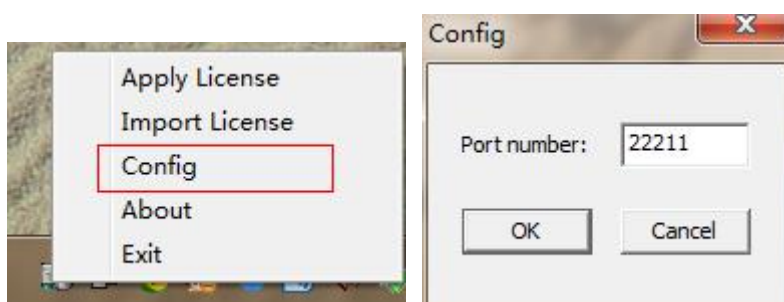 Apply License
Import License
Config
About
Exit
Config
Port number: 22211
OK Cancel